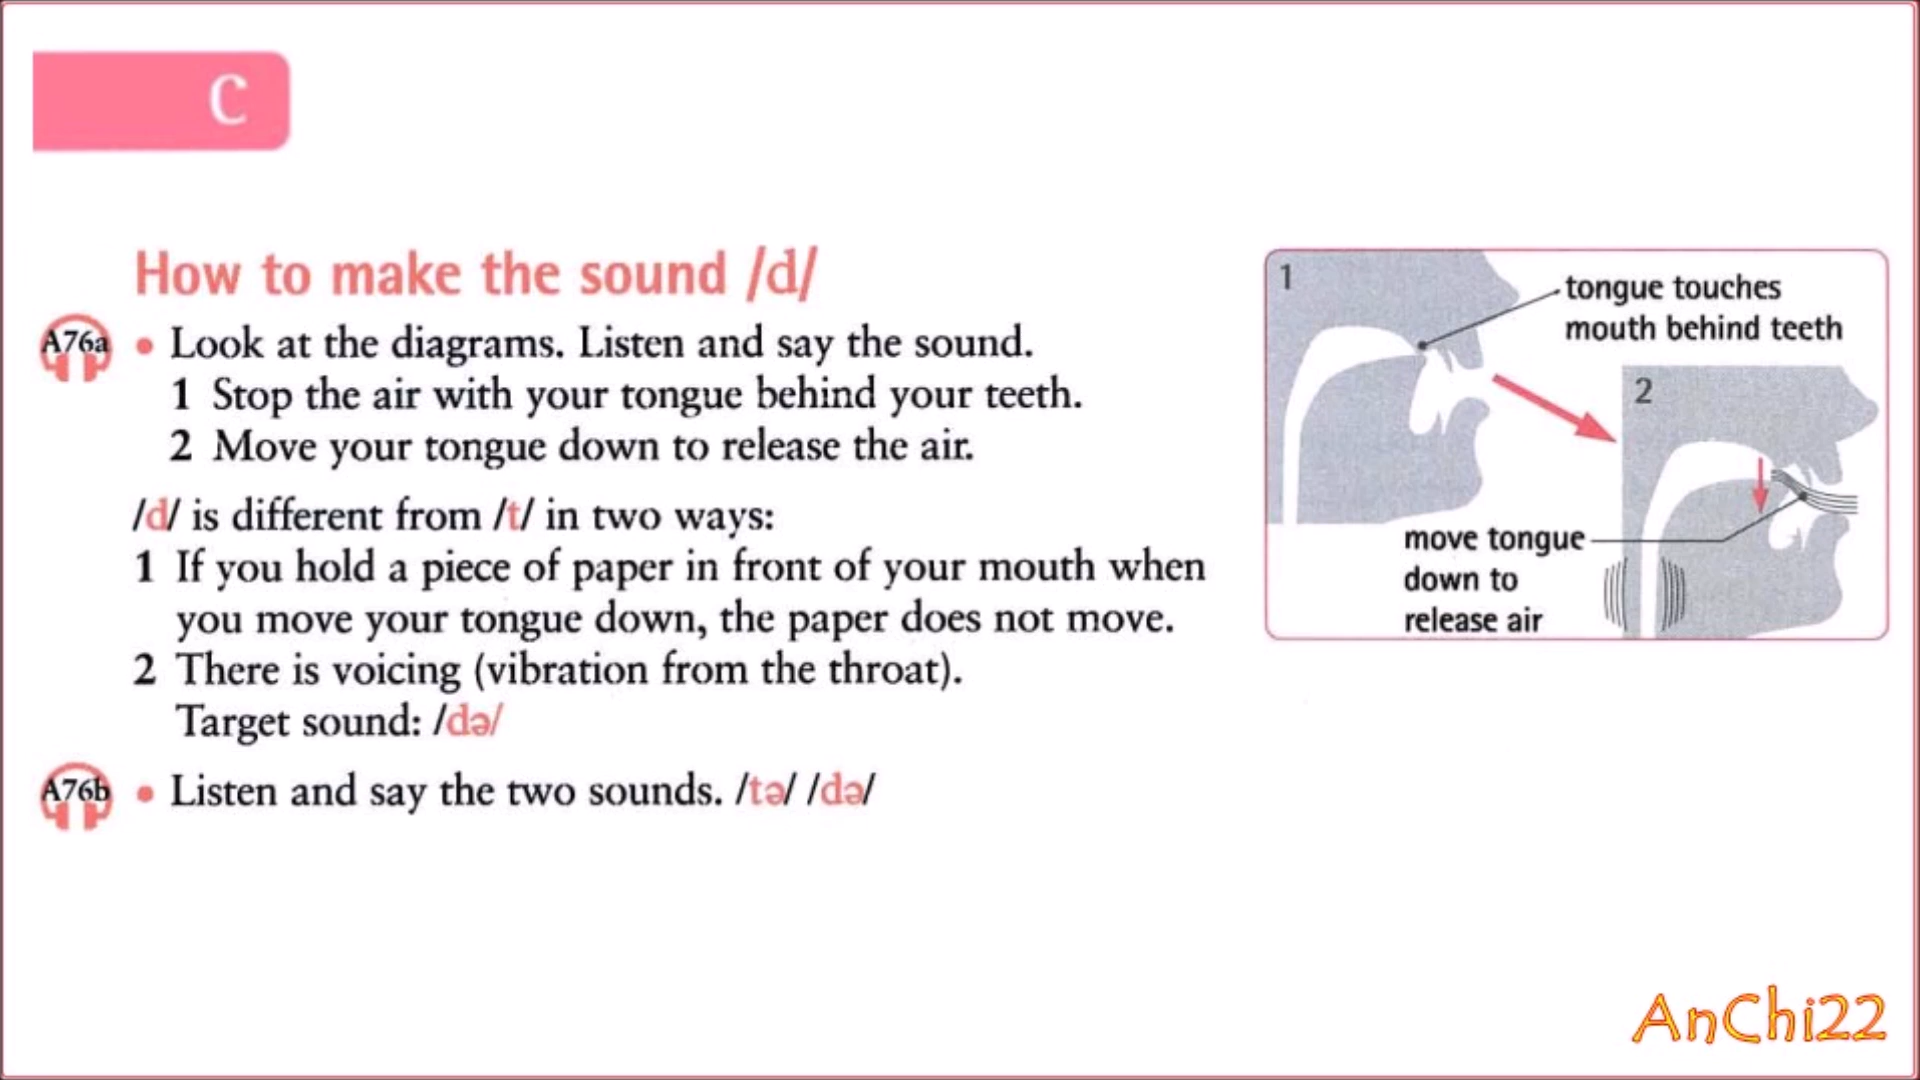 C
How to make the sound /d/
A76a • Look at the diagrams. Listen and say the sound.
1 Stop the air with your tongue behind your teeth.
2 Move your tongue down to release the air.
/d/ is different from /t/ in two ways:
1 If you hold a piece of paper in front of your mouth when
you move your tongue down, the paper does not move.
2 There is voicing (vibration from the throat).
Target sound: /də/
A76b • Listen and say the two sounds. /tə/ /də/
1
tongue touches
mouth behind teeth
2
move tongue
down to
release air
AnChi22